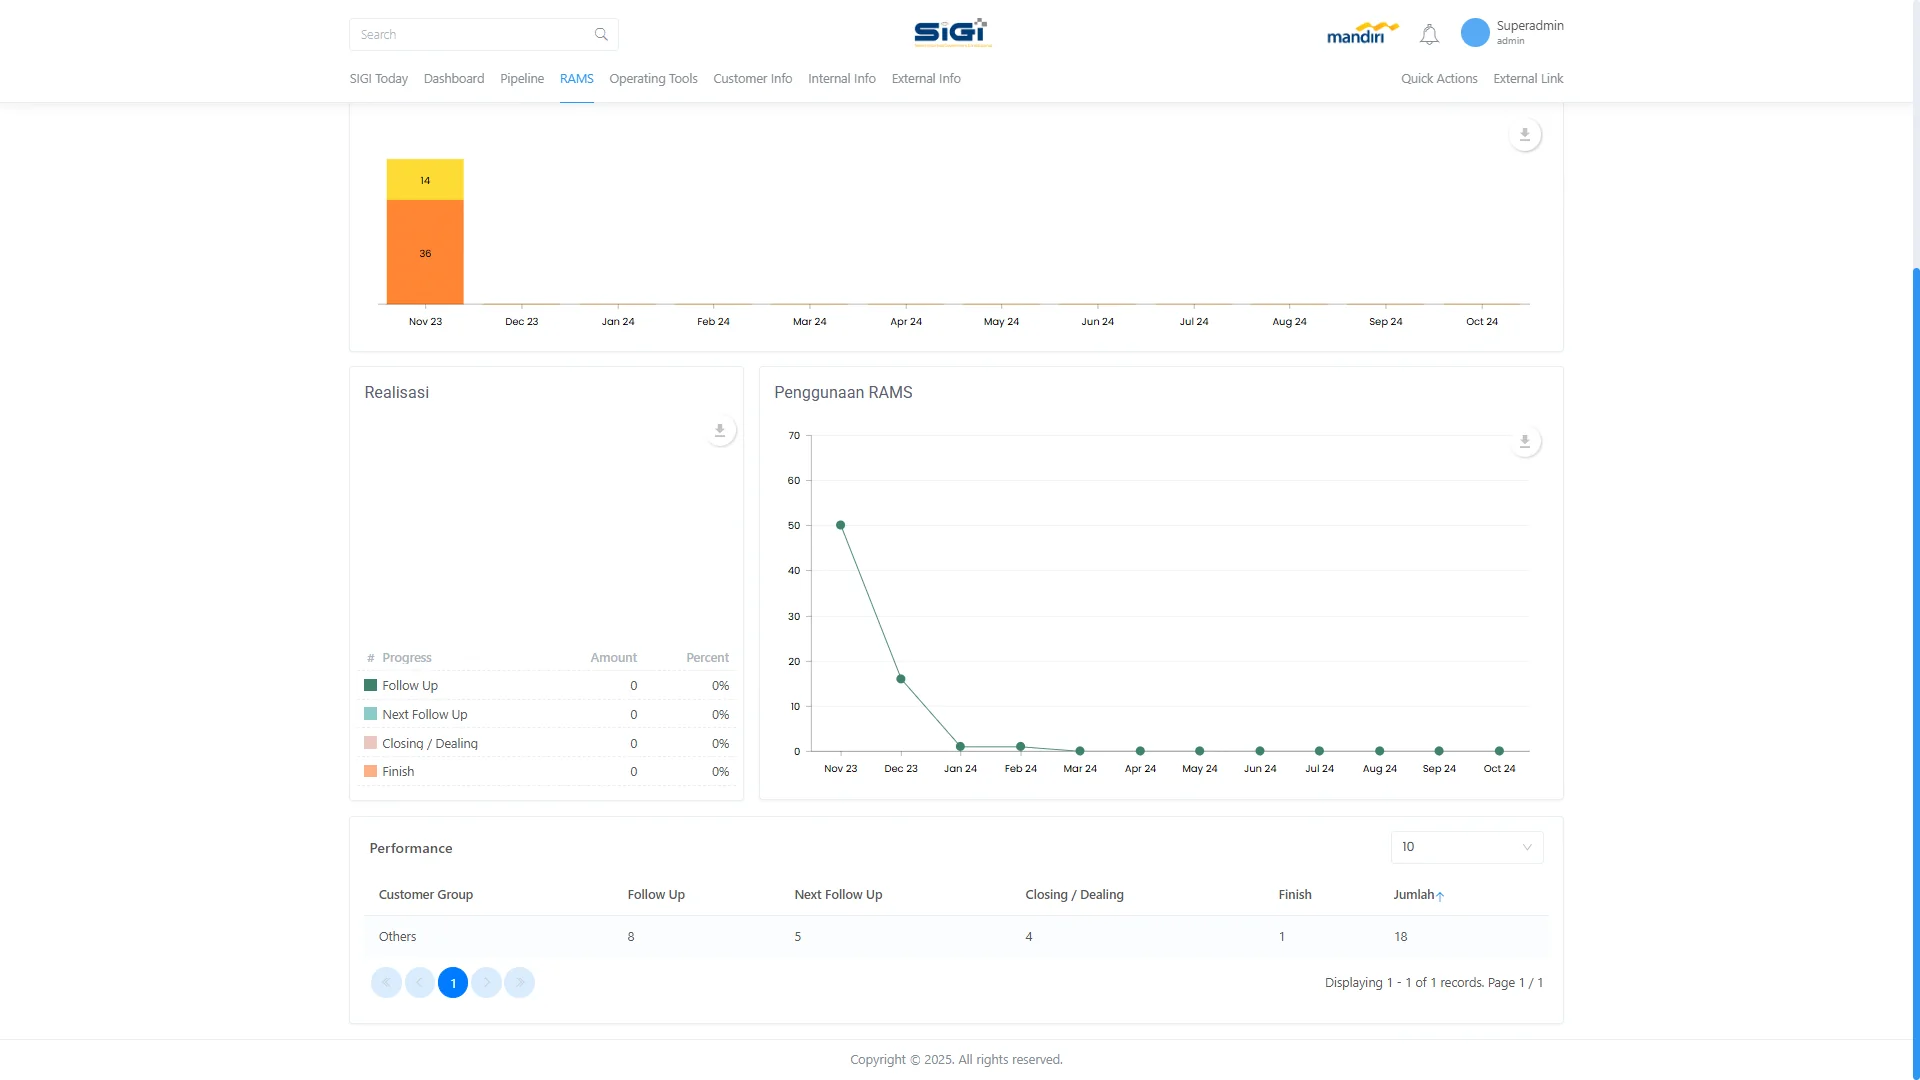 Search
SiGi
mandiri
Superadmin
admin
SIGI Today Dashboard Pipeline RAMS Operating Tools Customer Info Internal Info External Info Quick Actions External Link
14
36
Nov 23 Dec 23 Jan 24 Feb 24 Mar 24 Apr 24 May 24 Jun 24 Jul 24 Aug 24 Sep 24 Oct 24
Realisasi
# Progress Amount Percent
Follow Up 0 0%
Next Follow Up 0 0%
Closing / Dealing 0 0%
Finish 0 0%
Penggunaan RAMS
70
60
50
40
30
20
10
0
Nov 23 Dec 23 Jan 24 Feb 24 Mar 24 Apr 24 May 24 Jun 24 Jul 24 Aug 24 Sep 24 Oct 24
Performance
10
Customer Group Follow Up Next Follow Up Closing / Dealing Finish Jumlah
Others 8 5 4 1 18
1
Displaying 1 - 1 of 1 records. Page 1 / 1
Copyright © 2025. All rights reserved.